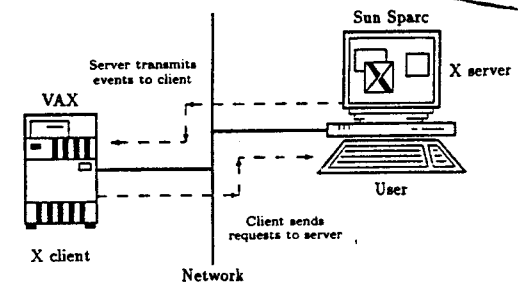 Sun Sparc
Server transmits
events to client
X server
VAX
User
Client sends
requests to server
X client
Network